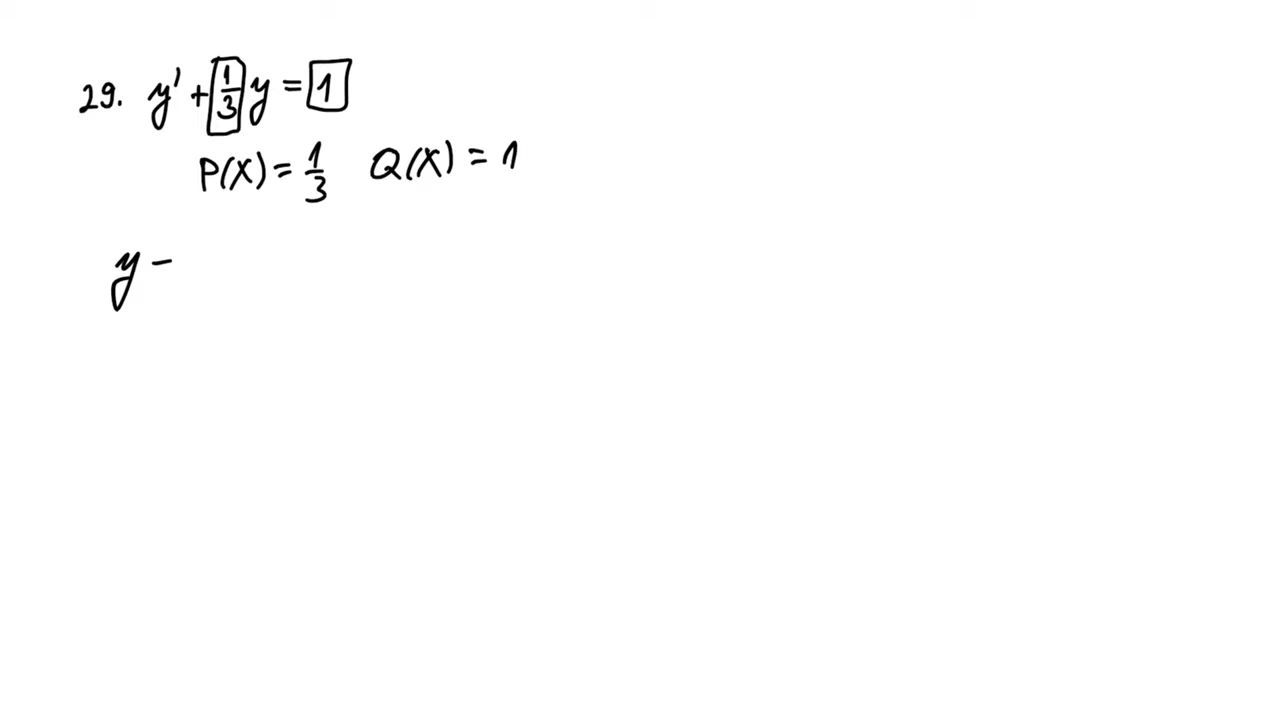 29. y' + 1/3 y = 1
P(x) = 1/3 Q(x) = 1
y -